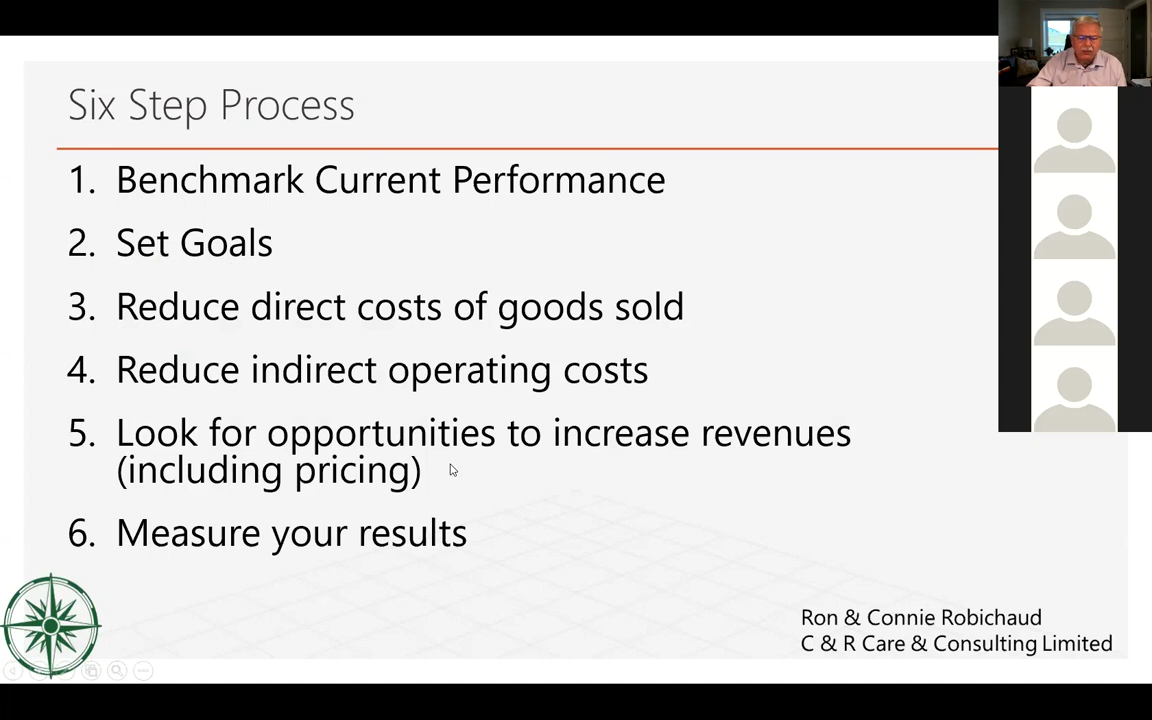 Six Step Process
1. Benchmark Current Performance
2. Set Goals
3. Reduce direct costs of goods sold
4. Reduce indirect operating costs
5. Look for opportunities to increase revenues
(including pricing)
6. Measure your results
Ron & Connie Robichaud
C & R Care & Consulting Limited